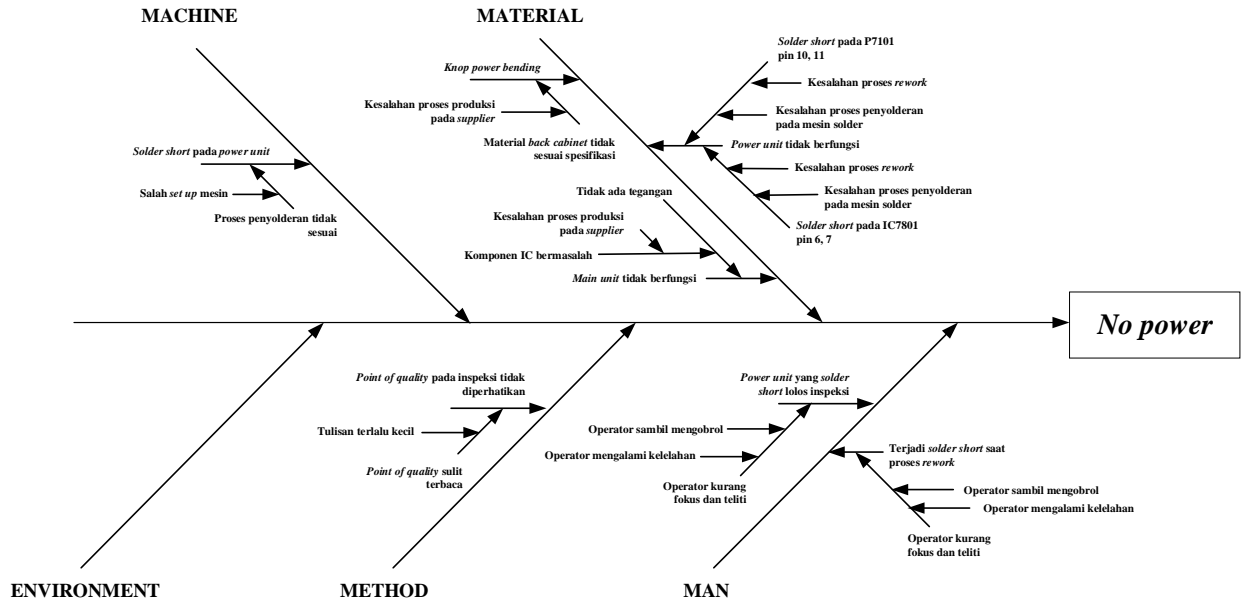 MACHINE
MATERIAL
Solder short pada P7101
pin 10, 11
Knop power bending
Kesalahan proses rework
Kesalahan proses produksi
pada supplier
Kesalahan proses penyolderan
pada mesin solder
Material back cabinet tidak
sesuai spesifikasi
Power unit tidak berfungsi
Solder short pada power unit
Kesalahan proses rework
Salah set up mesin
Tidak ada tegangan
Kesalahan proses penyolderan
pada mesin solder
Proses penyolderan tidak
sesuai
Kesalahan proses produksi
pada supplier
Solder short pada IC7801
pin 6, 7
Komponen IC bermasalah
Main unit tidak berfungsi
No power
Point of quality pada inspeksi tidak
diperhatikan
Power unit yang solder
short lolos inspeksi
Tulisan terlalu kecil
Operator sambil mengobrol
Operator mengalami kelelahan
Terjadi solder short saat
proses rework
Point of quality sulit
terbaca
Operator kurang
fokus dan teliti
Operator sambil mengobrol
Operator mengalami kelelahan
Operator kurang
fokus dan teliti
ENVIRONMENT
METHOD
MAN